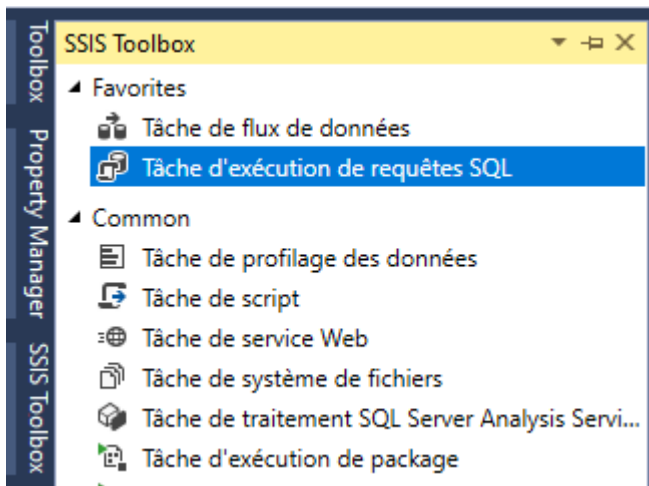 Toolbox
Property Manager
SSIS Toolbox
SSIS Toolbox
Favorites
Tâche de flux de données
Tâche d'exécution de requêtes SQL
Common
Tâche de profilage des données
Tâche de script
Tâche de service Web
Tâche de système de fichiers
Tâche de traitement SQL Server Analysis Servi...
Tâche d'exécution de package